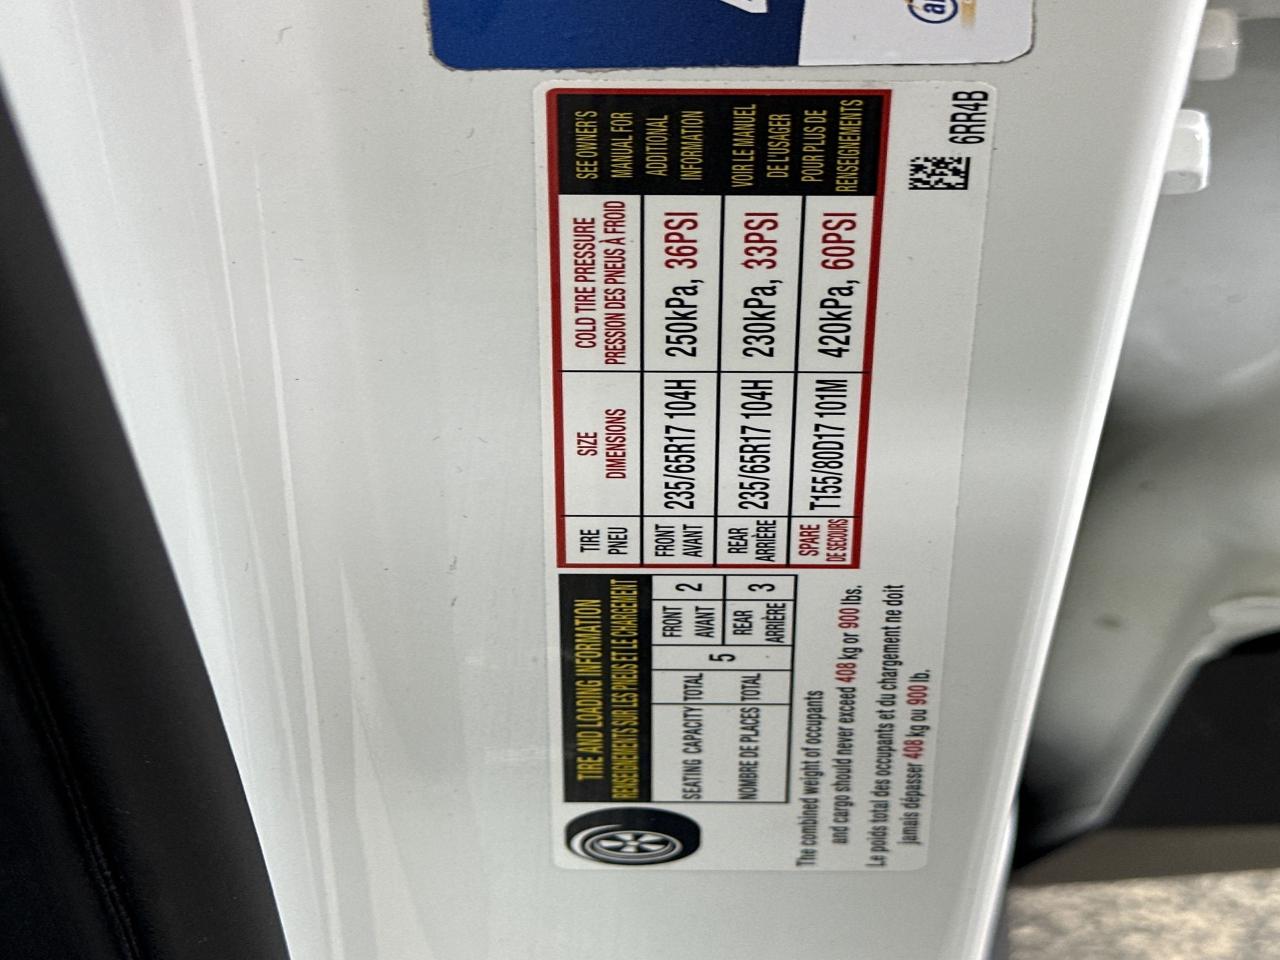 TIRE AND LOADING INFORMATION
RENSEIGNEMENTS SUR LES PNEUS ET LE CHARGEMENT
SEATING CAPACITY TOTAL 5 FRONT AVANT 2
NOMBRE DE PLACES TOTAL REAR ARRIÈRE 3
The combined weight of occupants
and cargo should never exceed 408 kg or 900 lbs.
Le poids total des occupants et du chargement ne doit
jamais dépasser 408 kg ou 900 lb.
TIRE
PNEU
SIZE
DIMENSIONS
COLD TIRE PRESSURE
PRESSION DES PNEUS À FROID
FRONT
AVANT
235/65R17 104H
250kPa, 36PSI
REAR
ARRIÈRE
235/65R17 104H
230kPa, 33PSI
SPARE
DE SECOURS
T155/80D17 101M
420kPa, 60PSI
SEE OWNER'S
MANUAL FOR
ADDITIONAL
INFORMATION
VOIR LE MANUEL
DE L'USAGER
POUR PLUS DE
RENSEIGNEMENTS
6RR4B